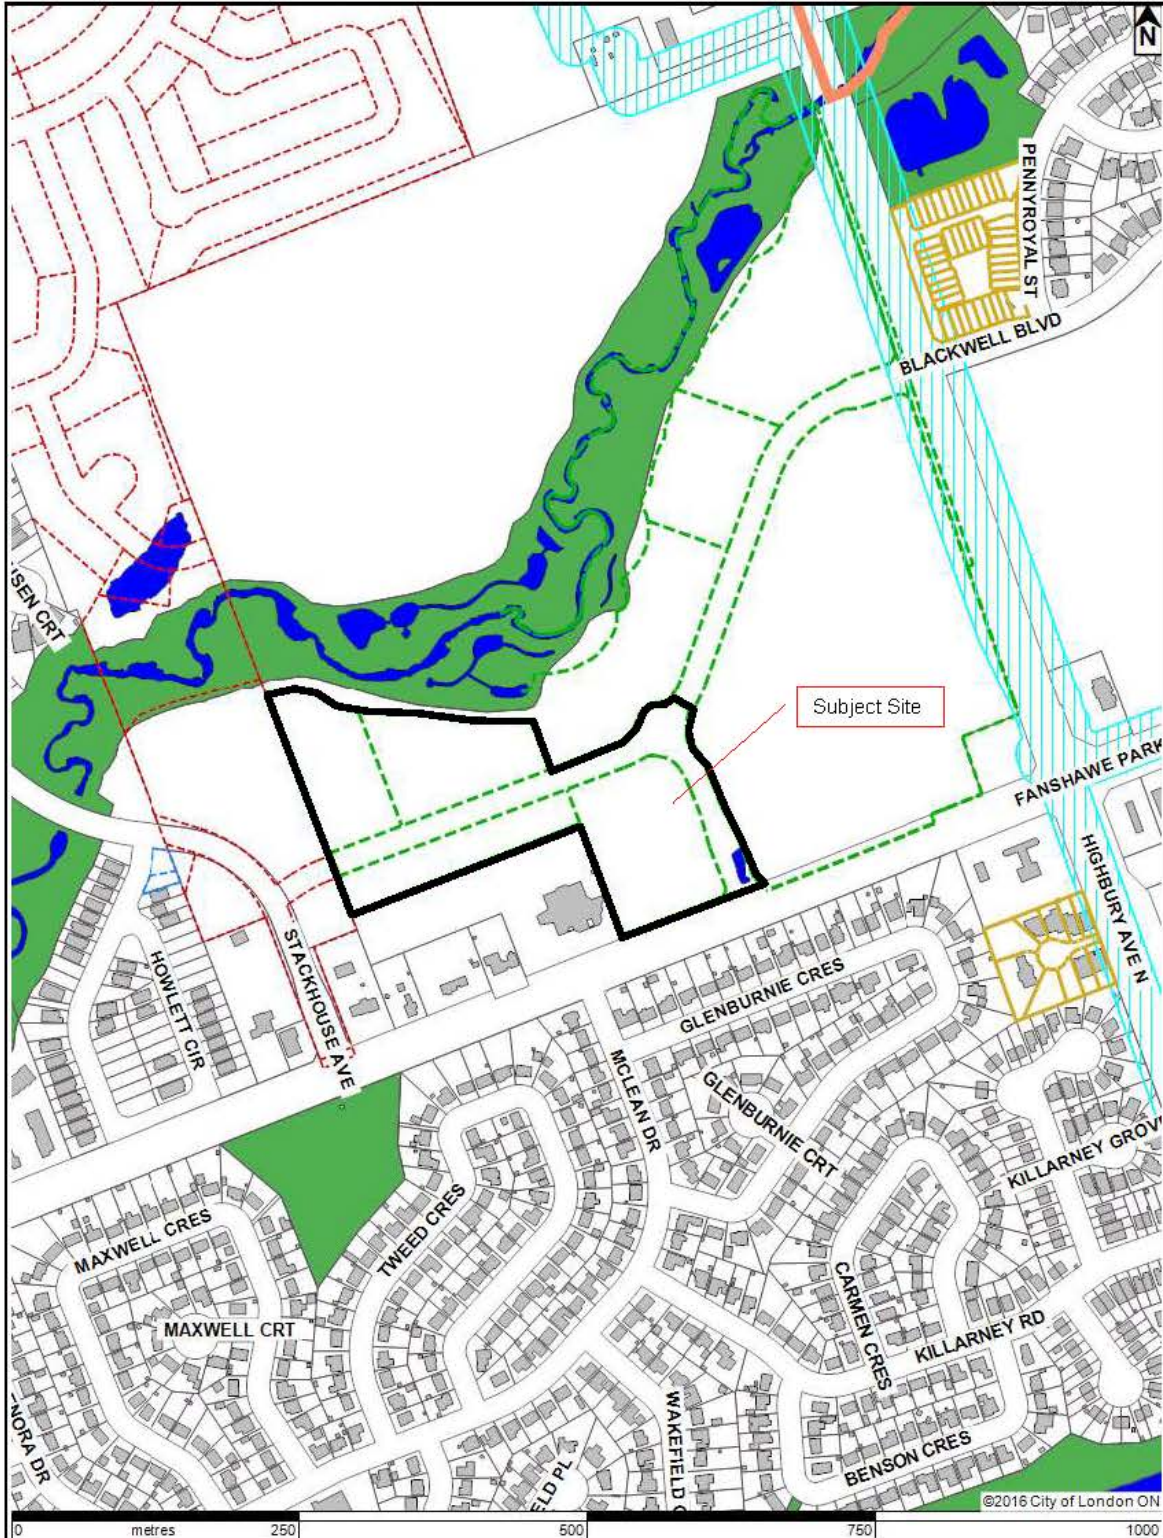 N
PENNYROYAL ST
BLACKWELL BLVD
USEN CRT
Subject Site
FANSHAWE PARK
HIGHBURY AVE N
STACKHOUSE AVE
HOWLETT CIR
GLENBURNIE CRES
MCLEAN DR
GLENBURNIE CRT
KILLARNEY GROV
TWEED CRES
MAXWELL CRES
CARMEN CRES
MAXWELL CRT
KILLARNEY RD
NORA DR
WAKEFIELD C
BENSON CRES
ELD PL
©2016 City of London ON
0 metres 250 500 750 1000